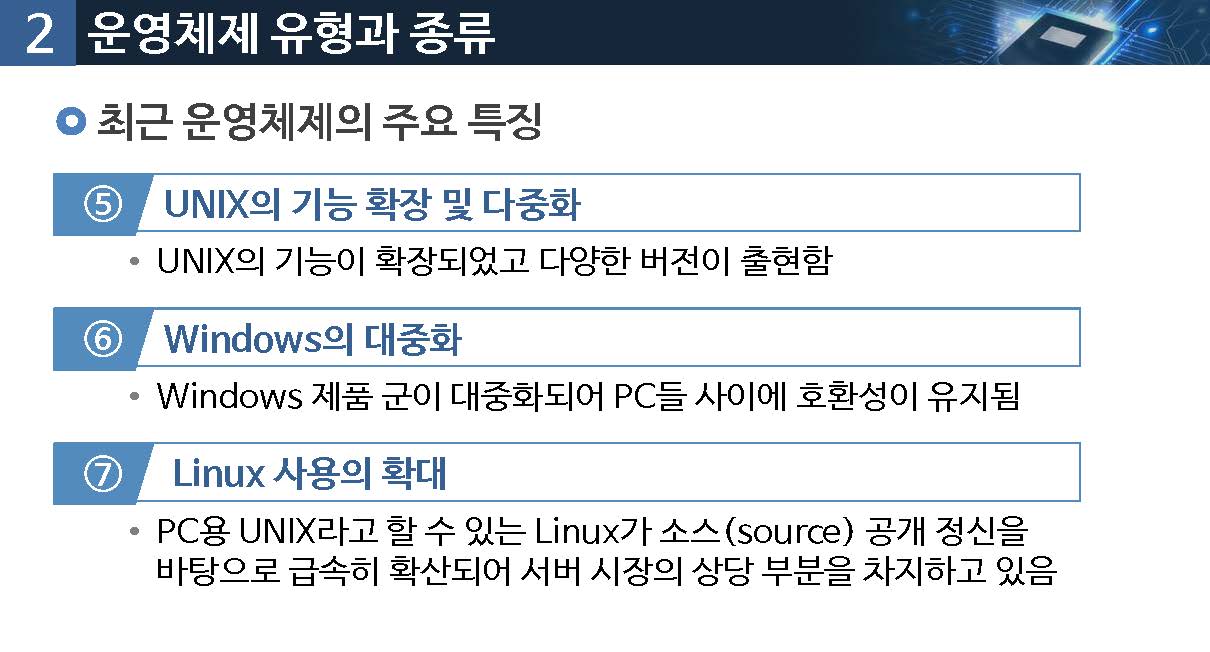 2 운영체제 유형과 종류
최근 운영체제의 주요 특징
⑤ UNIX의 기능 확장 및 다중화
• UNIX의 기능이 확장되었고 다양한 버전이 출현함
⑥ Windows의 대중화
• Windows 제품 군이 대중화되어 PC들 사이에 호환성이 유지됨
⑦ Linux 사용의 확대
• PC용 UNIX라고 할 수 있는 Linux가 소스(source) 공개 정신을
바탕으로 급속히 확산되어 서버 시장의 상당 부분을 차지하고 있음